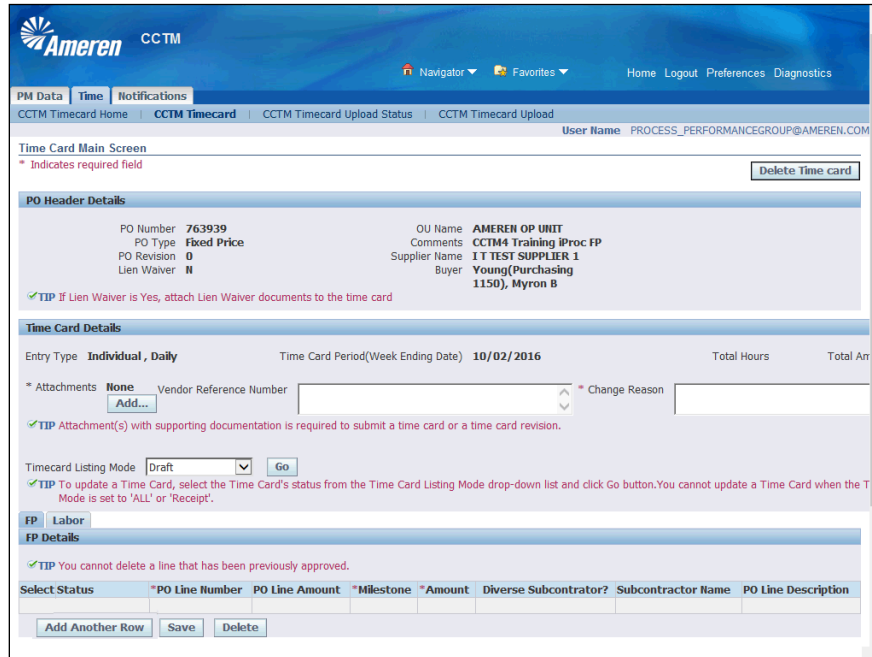 Ameren CCTM
Navigator Favorites Home Logout Preferences Diagnostics
PM Data Time Notifications
CCTM Timecard Home | CCTM Timecard | CCTM Timecard Upload Status | CCTM Timecard Upload
User Name PROCESS_PERFORMANCEGROUP@AMEREN.COM
Time Card Main Screen
* Indicates required field
Delete Time card
PO Header Details
PO Number 763939 OU Name AMEREN OP UNIT
PO Type Fixed Price Comments CCTM4 Training iProc FP
PO Revision 0 Supplier Name I T TEST SUPPLIER 1
Lien Waiver N Buyer Young(Purchasing
1150), Myron B
TIP If Lien Waiver is Yes, attach Lien Waiver documents to the time card
Time Card Details
Entry Type Individual , Daily Time Card Period(Week Ending Date) 10/02/2016 Total Hours Total Am
* Attachments None Vendor Reference Number * Change Reason
Add...
TIP Attachment(s) with supporting documentation is required to submit a time card or a time card revision.
Timecard Listing Mode Draft Go
TIP To update a Time Card, select the Time Card's status from the Time Card Listing Mode drop-down list and click Go button.You cannot update a Time Card when the T
Mode is set to 'ALL' or 'Receipt'.
FP Labor
FP Details
TIP You cannot delete a line that has been previously approved.
Select Status *PO Line Number PO Line Amount *Milestone *Amount Diverse Subcontrator? Subcontractor Name PO Line Description
Add Another Row Save Delete